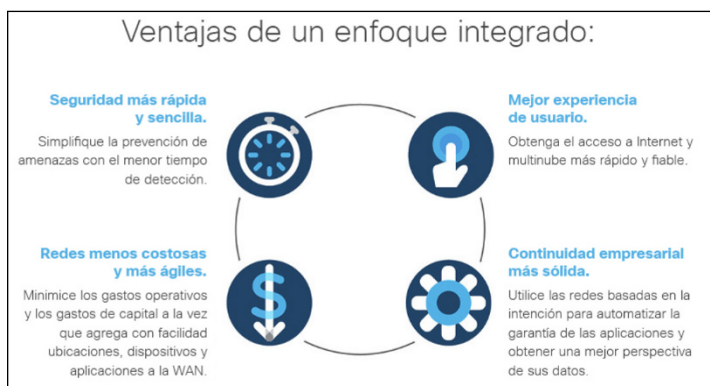 Ventajas de un enfoque integrado:
Seguridad más rápida
y sencilla.
Simplifique la prevención de
amenazas con el menor tiempo
de detección.
Mejor experiencia
de usuario.
Obtenga el acceso a Internet y
multinube más rápido y fiable.
Redes menos costosas
y más ágiles.
Minimice los gastos operativos
y los gastos de capital a la vez
que agrega con facilidad
ubicaciones, dispositivos y
aplicaciones a la WAN.
Continuidad empresarial
más sólida.
Utilice las redes basadas en la
intención para automatizar la
garantía de las aplicaciones y
obtener una mejor perspectiva
de sus datos.